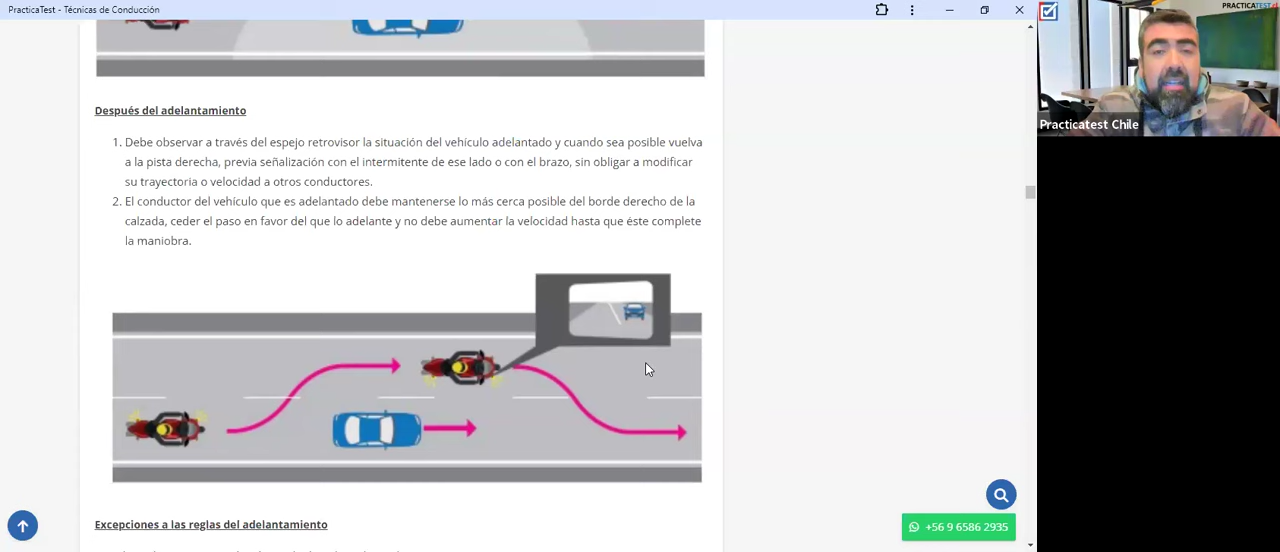 PracticaTest - Técnicas de Conducción
PRACTICATEST.cl
Practicatest Chile
Después del adelantamiento
1. Debe observar a través del espejo retrovisor la situación del vehículo adelantado y cuando sea posible vuelva
a la pista derecha, previa señalización con el intermitente de ese lado o con el brazo, sin obligar a modificar
su trayectoria o velocidad a otros conductores.
2. El conductor del vehículo que es adelantado debe mantenerse lo más cerca posible del borde derecho de la
calzada, ceder el paso en favor del que lo adelante y no debe aumentar la velocidad hasta que éste complete
la maniobra.
Excepciones a las reglas del adelantamiento
+56 9 6586 2935